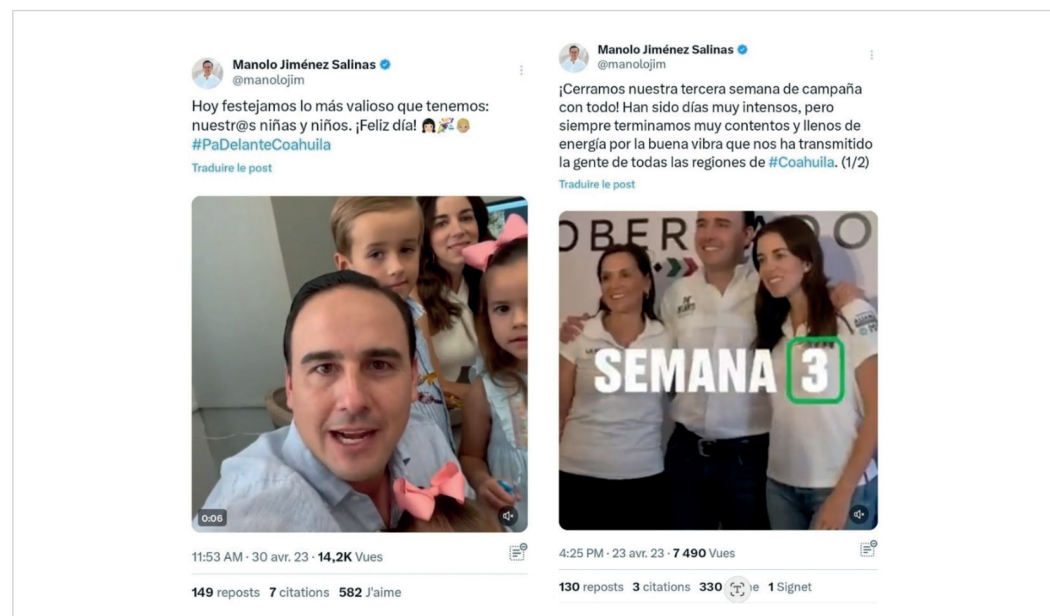 Manolo Jiménez Salinas
@manolojim
Hoy festejamos lo más valioso que tenemos:
nuestr@s niñas y niños. ¡Feliz día! 👧🏻🎉👶🏼
#PaDelanteCoahuila
Traduire le post
0:06
11:53 AM · 30 avr. 23 · 14,2K Vues
149 reposts 7 citations 582 J'aime
Manolo Jiménez Salinas
@manolojim
¡Cerramos nuestra tercera semana de campaña
con todo! Han sido días muy intensos, pero
siempre terminamos muy contentos y llenos de
energía por la buena vibra que nos ha transmitido
la gente de todas las regiones de #Coahuila. (1/2)
Traduire le post
OBER DO
SEMANA 3
4:25 PM · 23 avr. 23 · 7 490 Vues
130 reposts 3 citations 330 e 1 Signet